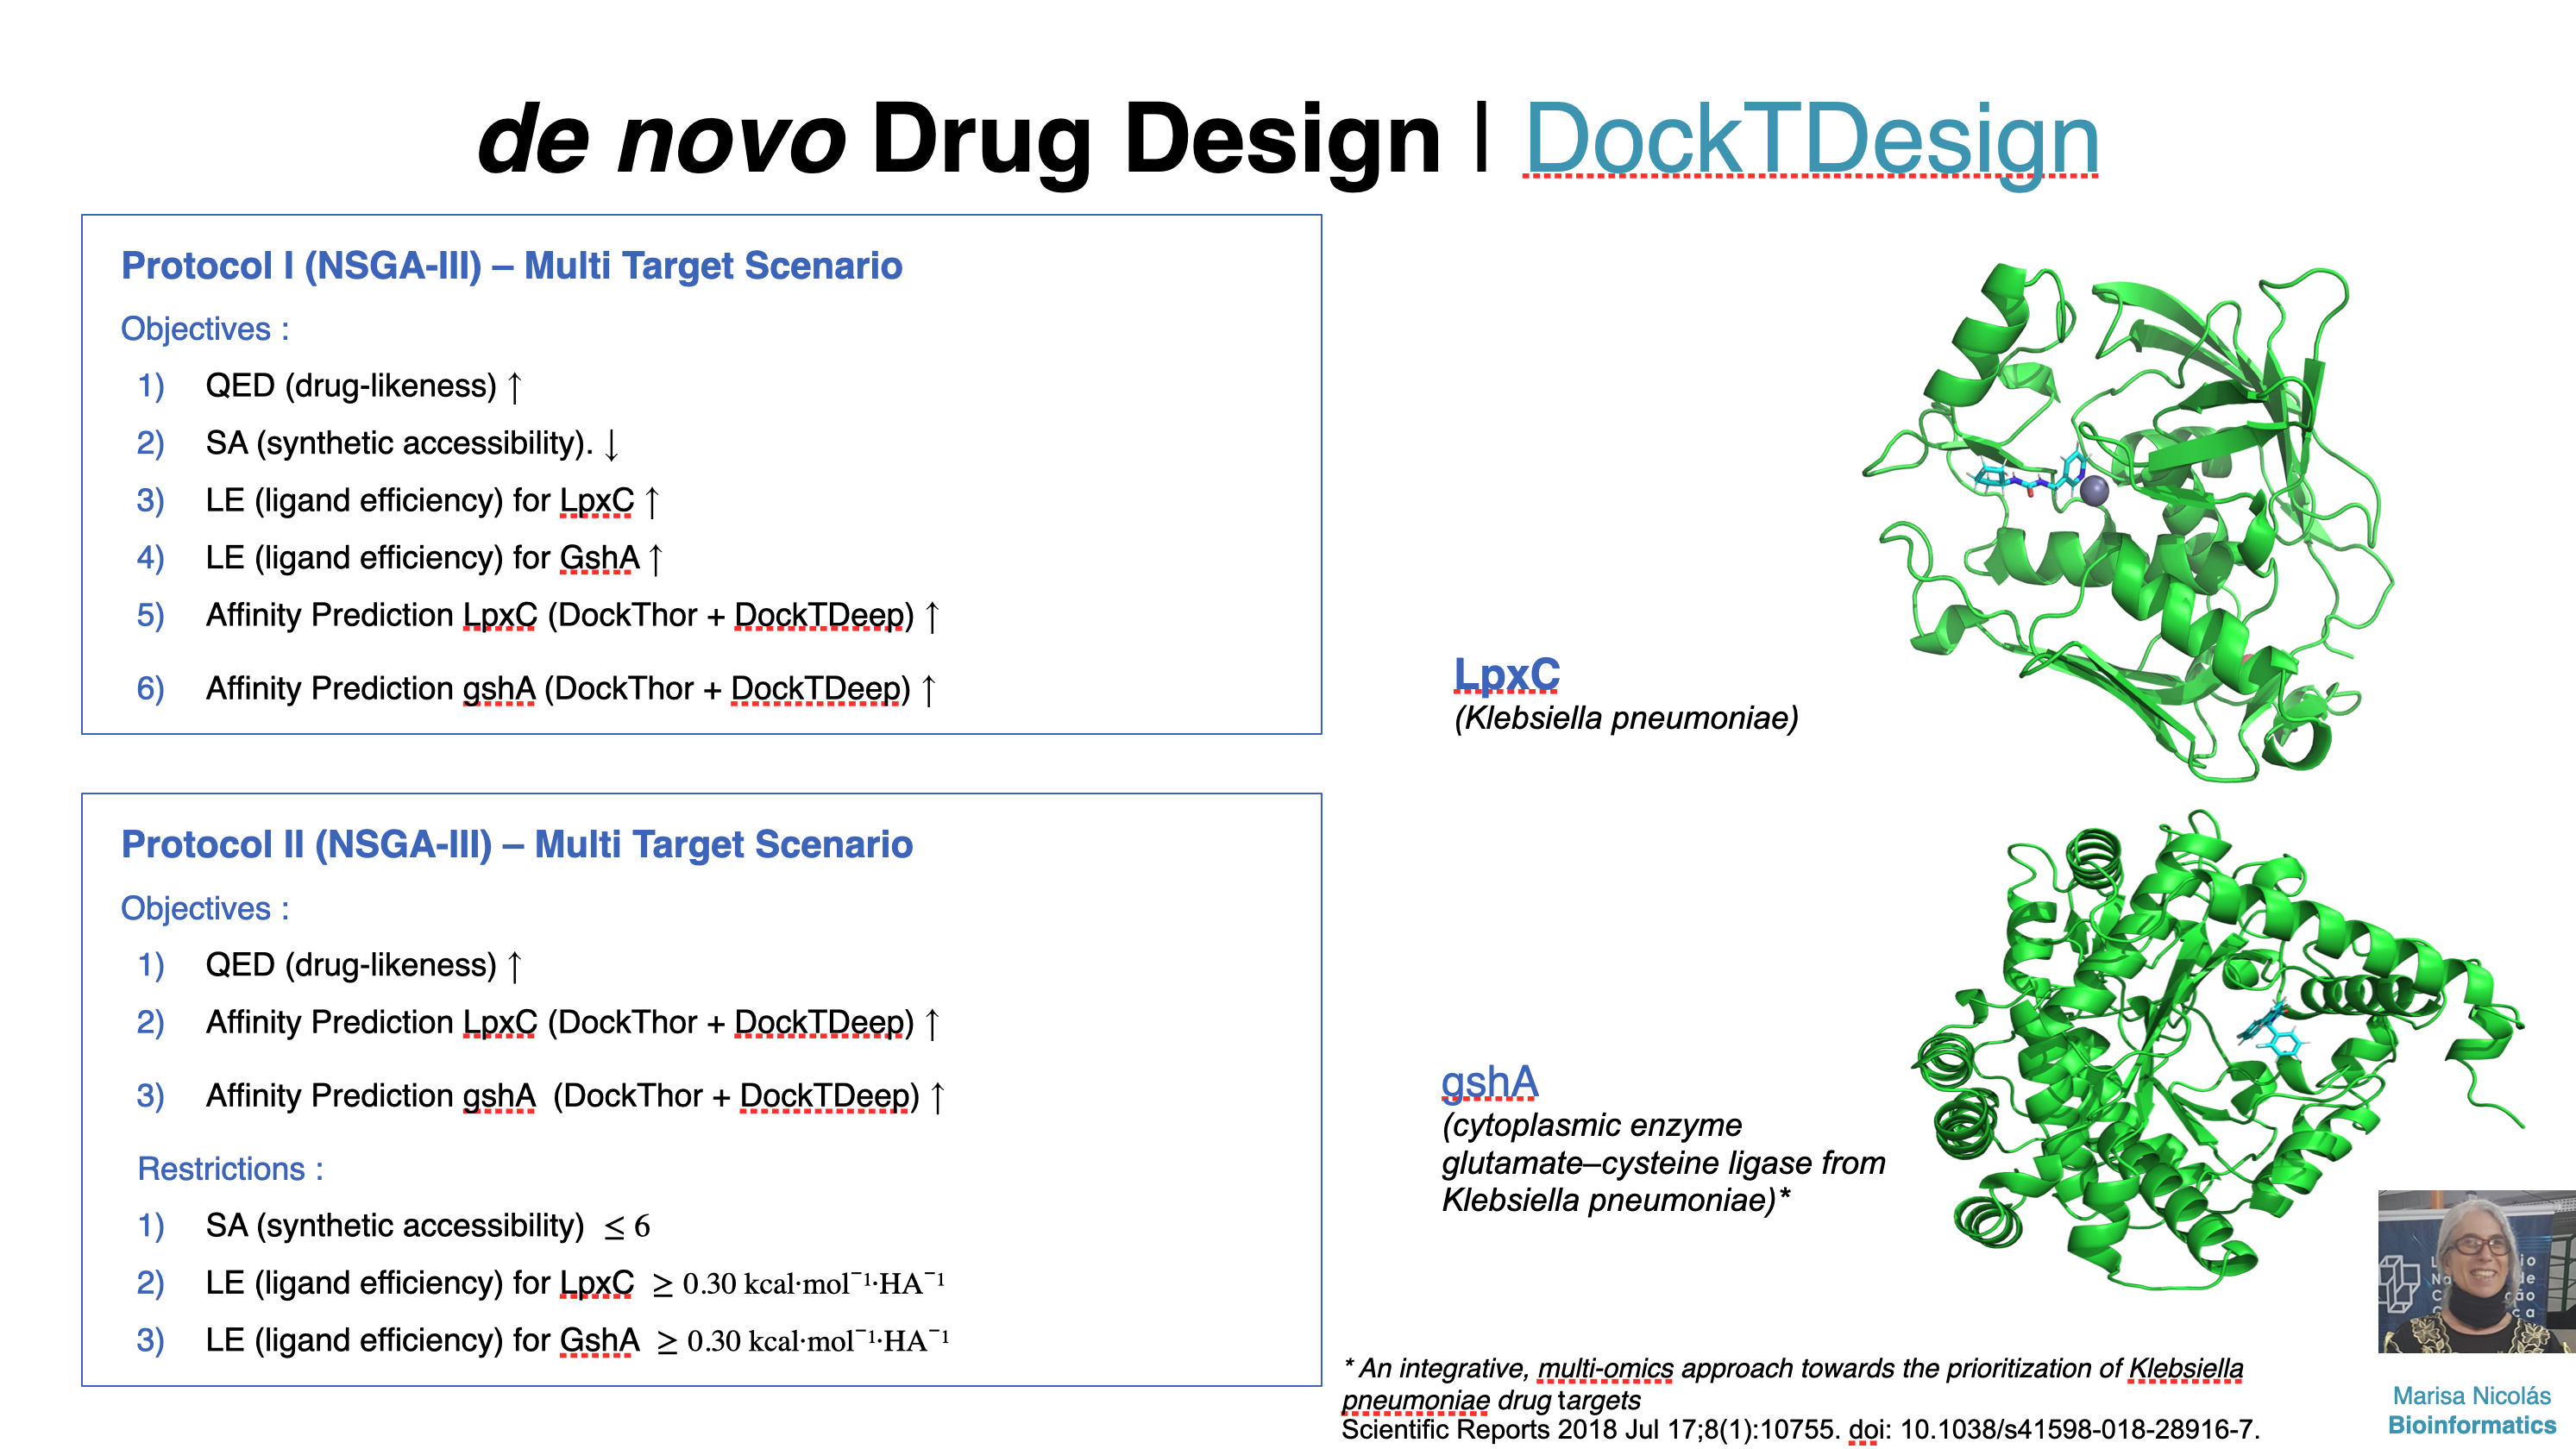 de novo Drug Design | DockTDesign
Protocol I (NSGA-III) – Multi Target Scenario
Objectives :
1) QED (drug-likeness) ↑
2) SA (synthetic accessibility). ↓
3) LE (ligand efficiency) for LpxC ↑
4) LE (ligand efficiency) for GshA ↑
5) Affinity Prediction LpxC (DockThor + DockTDeep) ↑
6) Affinity Prediction gshA (DockThor + DockTDeep) ↑
Protocol II (NSGA-III) – Multi Target Scenario
Objectives :
1) QED (drug-likeness) ↑
2) Affinity Prediction LpxC (DockThor + DockTDeep) ↑
3) Affinity Prediction gshA (DockThor + DockTDeep) ↑
Restrictions :
1) SA (synthetic accessibility) ≤ 6
2) LE (ligand efficiency) for LpxC ≥ 0.30 kcal·mol⁻¹·HA⁻¹
3) LE (ligand efficiency) for GshA ≥ 0.30 kcal·mol⁻¹·HA⁻¹
LpxC
(Klebsiella pneumoniae)
gshA
(cytoplasmic enzyme
glutamate–cysteine ligase from
Klebsiella pneumoniae)*
* An integrative, multi-omics approach towards the prioritization of Klebsiella
pneumoniae drug targets
Scientific Reports 2018 Jul 17;8(1):10755. doi: 10.1038/s41598-018-28916-7.
Marisa Nicolás
Bioinformatics